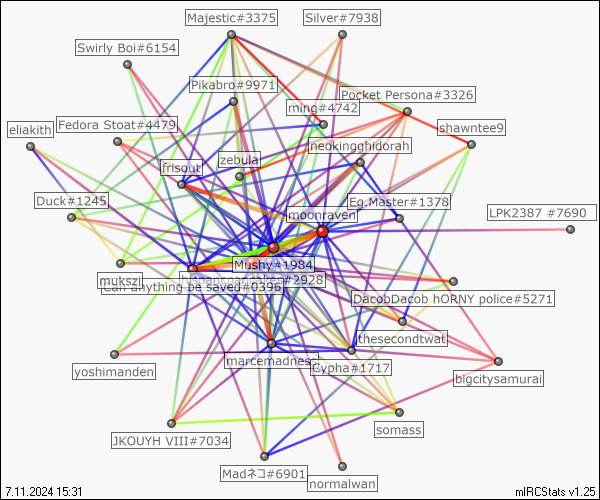 Majestic#3375
Silver#7938
Swirly Boi#6154
Pikabro#9971
Pocket Persona#3326
ming#4742
Fedora Stoat#4479
shawntee9
eliakith
neokingghidorah
zebula
frisout
Duck#1245
Eg.Master#1378
LPK2387 #7690
moonraven
Mushy#1984
mukszi
#2928
Can anything be saved#0396
DacobDacob hORNY police#5271
thesecondtwat
marcemadness
Cypha#1717
yoshimanden
bigcitysamurai
somass
JKOUYH VIII#7034
Madネコ#6901
normalwan
7.11.2024 15:31
mIRCStats v1.25